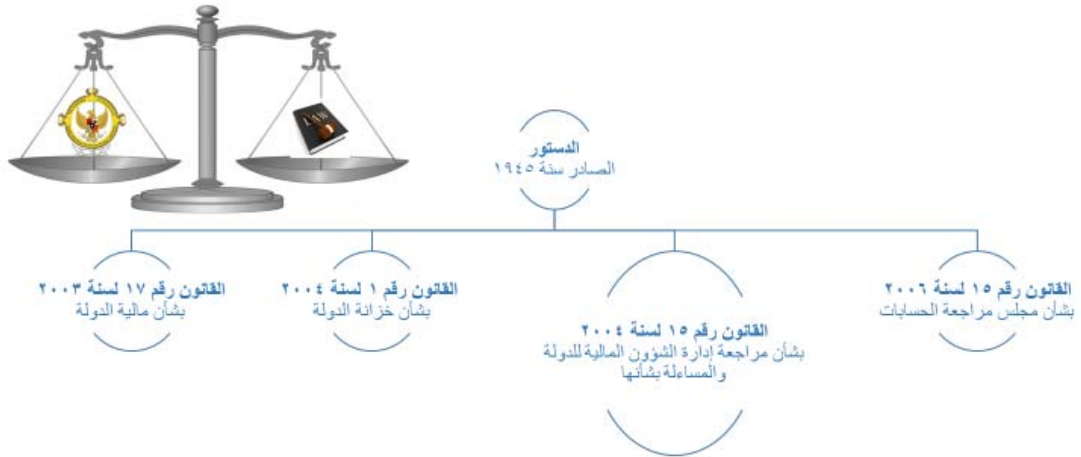 LAW
الدستور
الصادر سنة ١٩٤٥
القانون رقم ١٥ لسنة ٢٠٠٦
بشأن مجلس مراجعة الحسابات
القانون رقم ١٥ لسنة ٢٠٠٤
بشأن مراجعة إدارة الشؤون المالية للدولة
والمساءلة بشأنها
القانون رقم ١ لسنة ٢٠٠٤
بشأن خزانة الدولة
القانون رقم ١٧ لسنة ٢٠٠٣
بشأن مالية الدولة